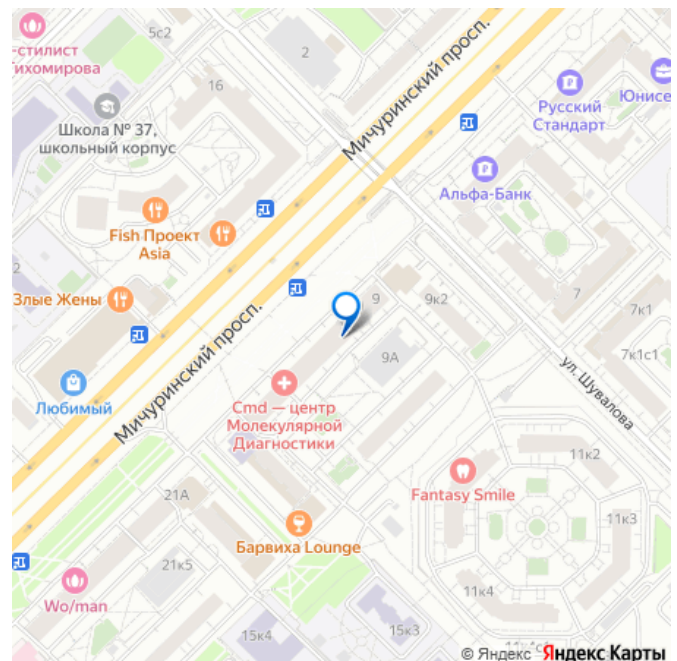 -стилист
ихомирова
5с2
2
16
Школа № 37,
школьный корпус
Мичуринский просп.
Русский
Стандарт
Юнисе
Альфа-Банк
Fish Проект
Asia
2
Злые Жены
9
9к2
7
7к1
7к1с1
9А
ул. Шувалова
Мичуринский просп.
Любимый
Cmd — центр
Молекулярной
Диагностики
11к2
Fantasy Smile
21А
11к3
Барвиха Lounge
21к5
Wo/man
11к4
15к4
15к3
© Яндекс Яндекс Карты